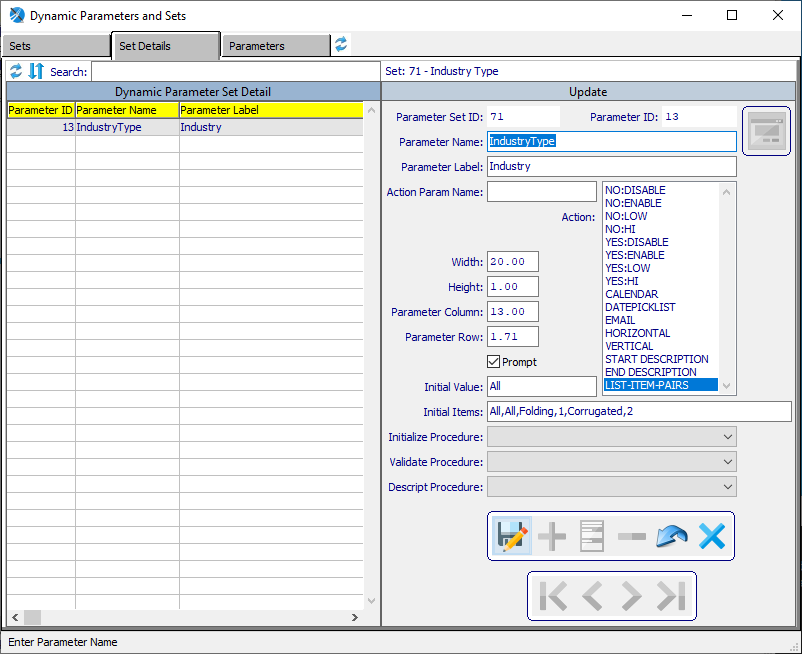 Dynamic Parameters and Sets
Sets
Set Details
Parameters
Search:
Set: 71 - Industry Type
Dynamic Parameter Set Detail
Update
Parameter ID Parameter Name Parameter Label
13 IndustryType Industry
Parameter Set ID: 71 Parameter ID: 13
Parameter Name: IndustryType
Parameter Label: Industry
Action Param Name:
Action:
NO:DISABLE
NO:ENABLE
NO:LOW
NO:HI
YES:DISABLE
YES:ENABLE
YES:LOW
YES:HI
CALENDAR
DATEPICKLIST
EMAIL
HORIZONTAL
VERTICAL
START DESCRIPTION
END DESCRIPTION
LIST-ITEM-PAIRS
Width: 20.00
Height: 1.00
Parameter Column: 13.00
Parameter Row: 1.71
Prompt
Initial Value: All
Initial Items: All,All,Folding,1,Corrugated,2
Initialize Procedure:
Validate Procedure:
Descript Procedure:
Enter Parameter Name